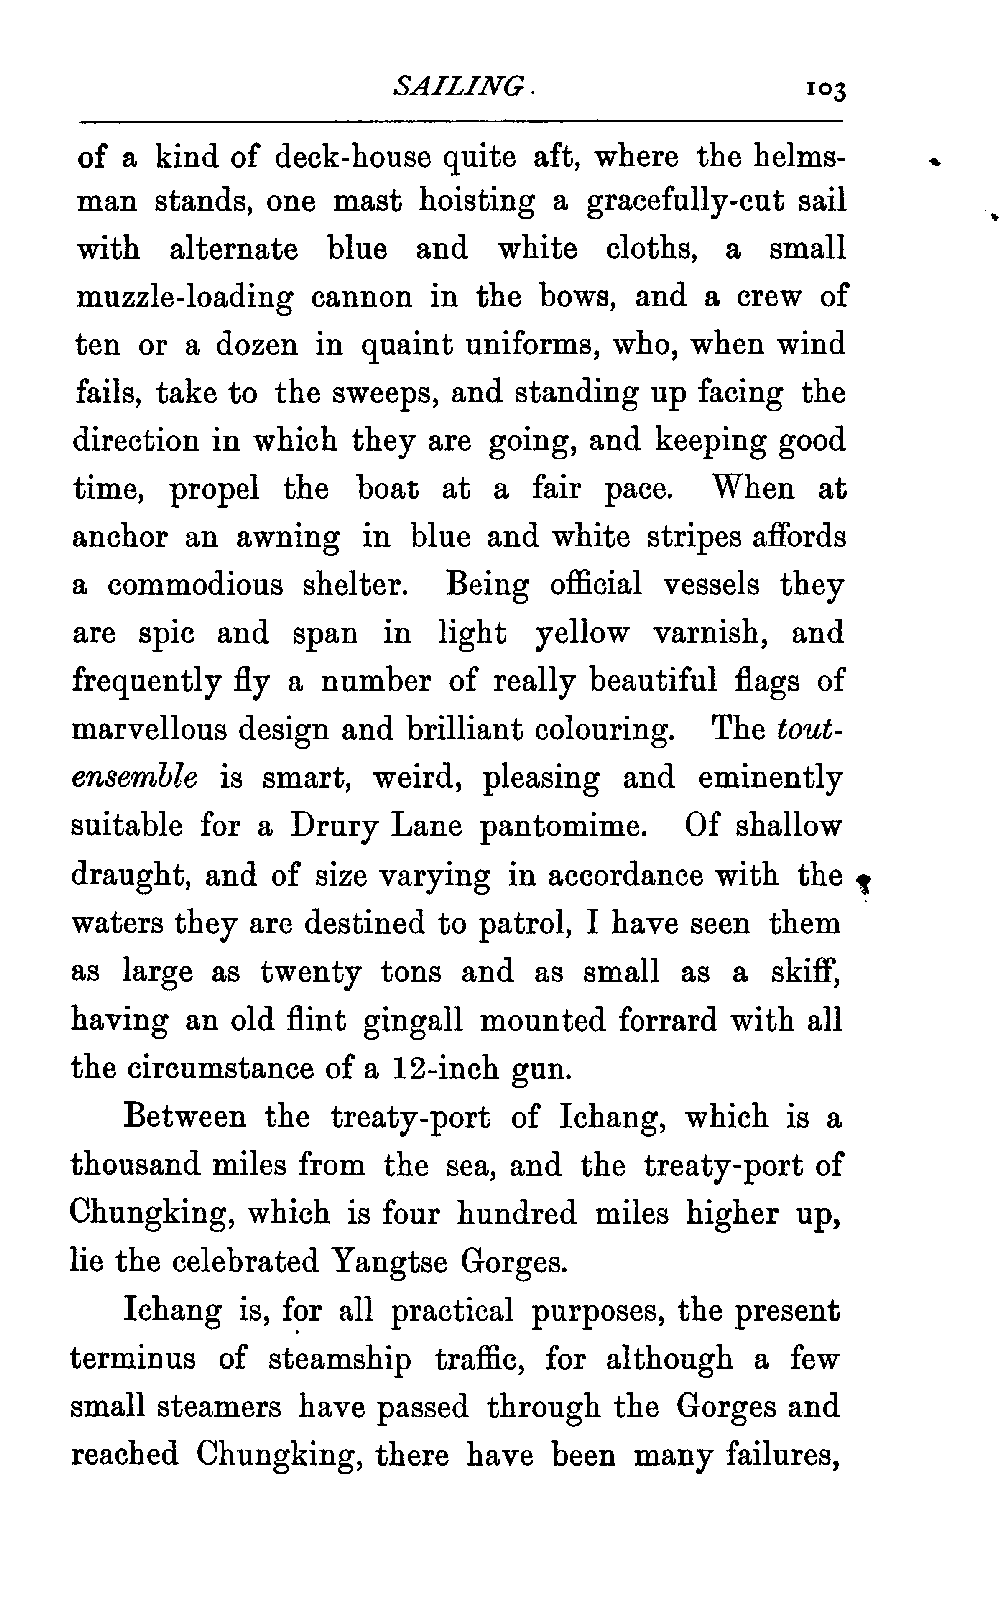 SAILING. 103
of a kind of deck-house quite aft, where the helms-
man stands, one mast hoisting a gracefully-cut sail
with alternate blue and white cloths, a small
muzzle-loading cannon in the bows, and a crew of
ten or a dozen in quaint uniforms, who, when wind
fails, take to the sweeps, and standing up facing the
direction in which they are going, and keeping good
time, propel the boat at a fair pace. When at
anchor an awning in blue and white stripes affords
a commodious shelter. Being official vessels they
are spic and span in light yellow varnish, and
frequently fly a number of really beautiful flags of
marvellous design and brilliant colouring. The tout-
ensemble is smart, weird, pleasing and eminently
suitable for a Drury Lane pantomime. Of shallow
draught, and of size varying in accordance with the
waters they are destined to patrol, I have seen them
as large as twenty tons and as small as a skiff,
having an old flint gingall mounted forrard with all
the circumstance of a 12-inch gun.
Between the treaty-port of Ichang, which is a
thousand miles from the sea, and the treaty-port of
Chungking, which is four hundred miles higher up,
lie the celebrated Yangtse Gorges.
Ichang is, for all practical purposes, the present
terminus of steamship traffic, for although a few
small steamers have passed through the Gorges and
reached Chungking, there have been many failures,